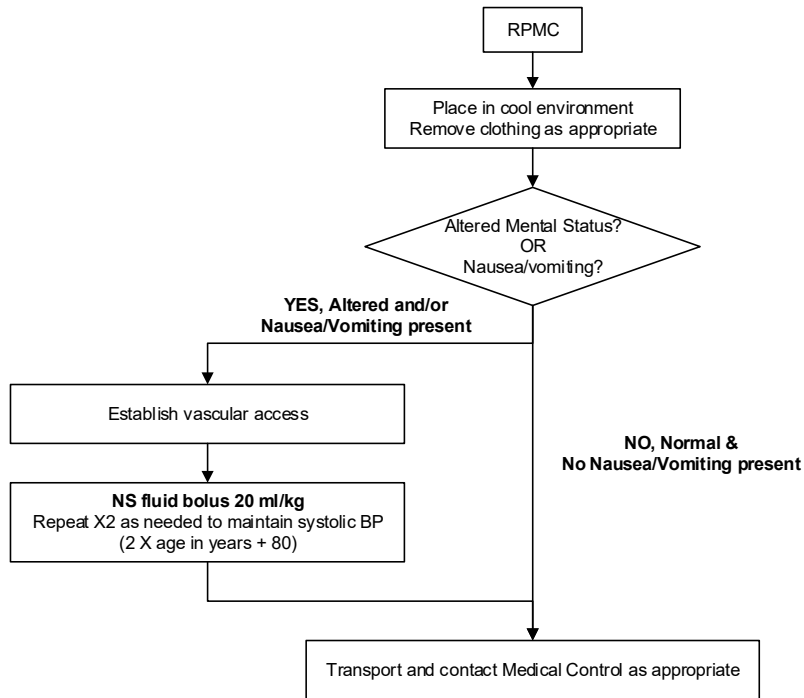 RPMC
Place in cool environment
Remove clothing as appropriate
Altered Mental Status?
OR
Nausea/vomiting?
YES, Altered and/or
Nausea/Vomiting present
Establish vascular access
NO, Normal &
No Nausea/Vomiting present
NS fluid bolus 20 ml/kg
Repeat X2 as needed to maintain systolic BP
(2 X age in years + 80)
Transport and contact Medical Control as appropriate